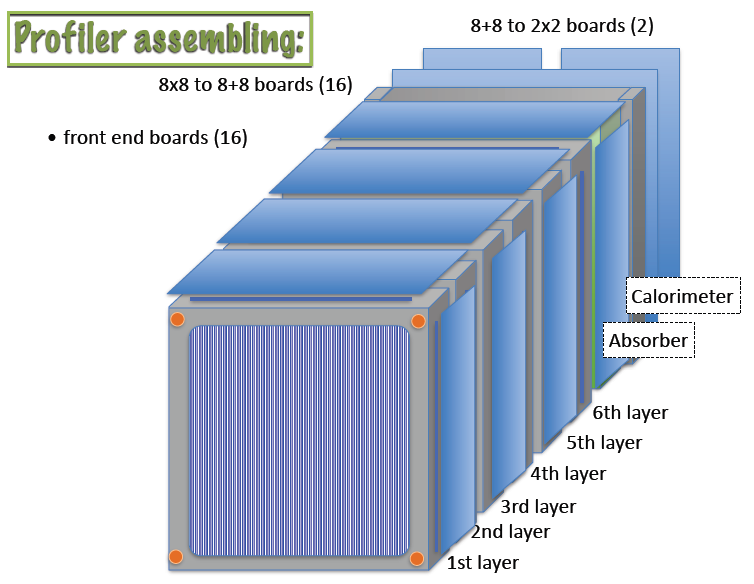 Profiler assembling:
8+8 to 2x2 boards (2)
8x8 to 8+8 boards (16)
• front end boards (16)
Calorimeter
Absorber
6th layer
5th layer
4th layer
3rd layer
2nd layer
1st layer